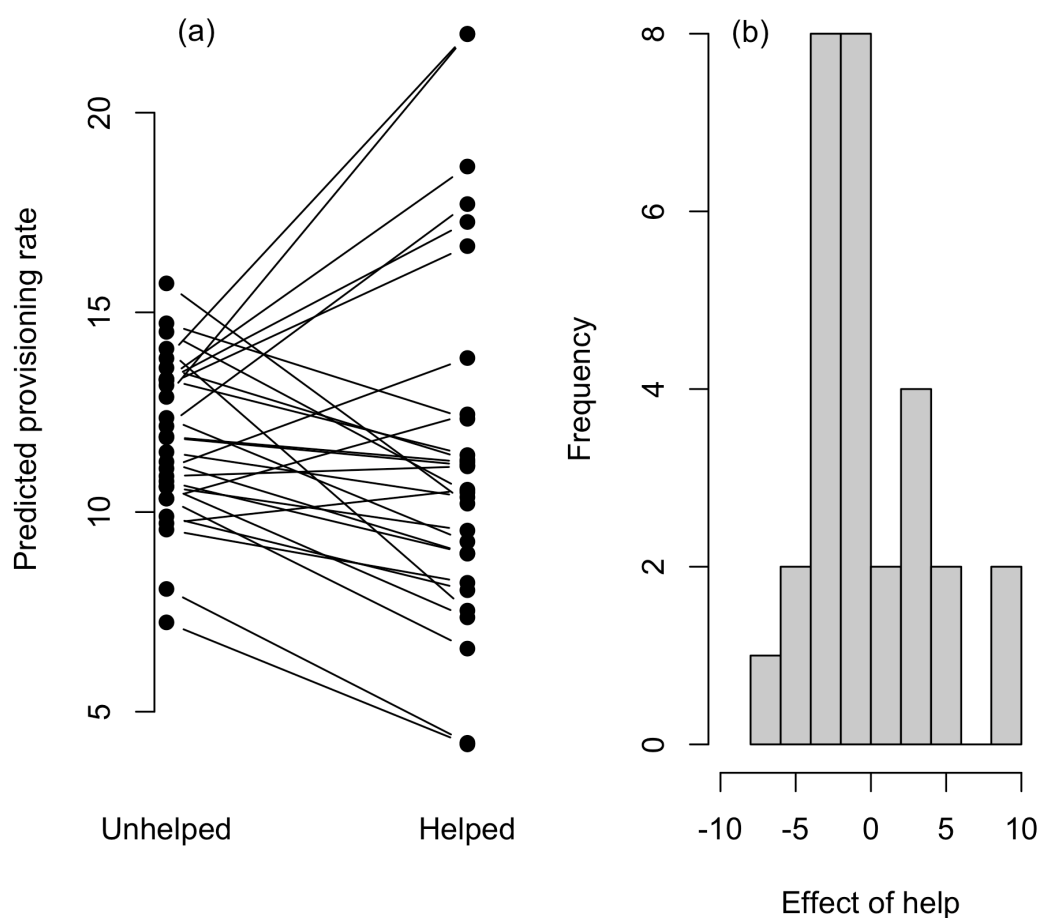 (a)
Predicted provisioning rate
20
15
10
5
Unhelped
Helped
(b)
Frequency
8
6
4
2
0
-10 -5 0 5 10
Effect of help